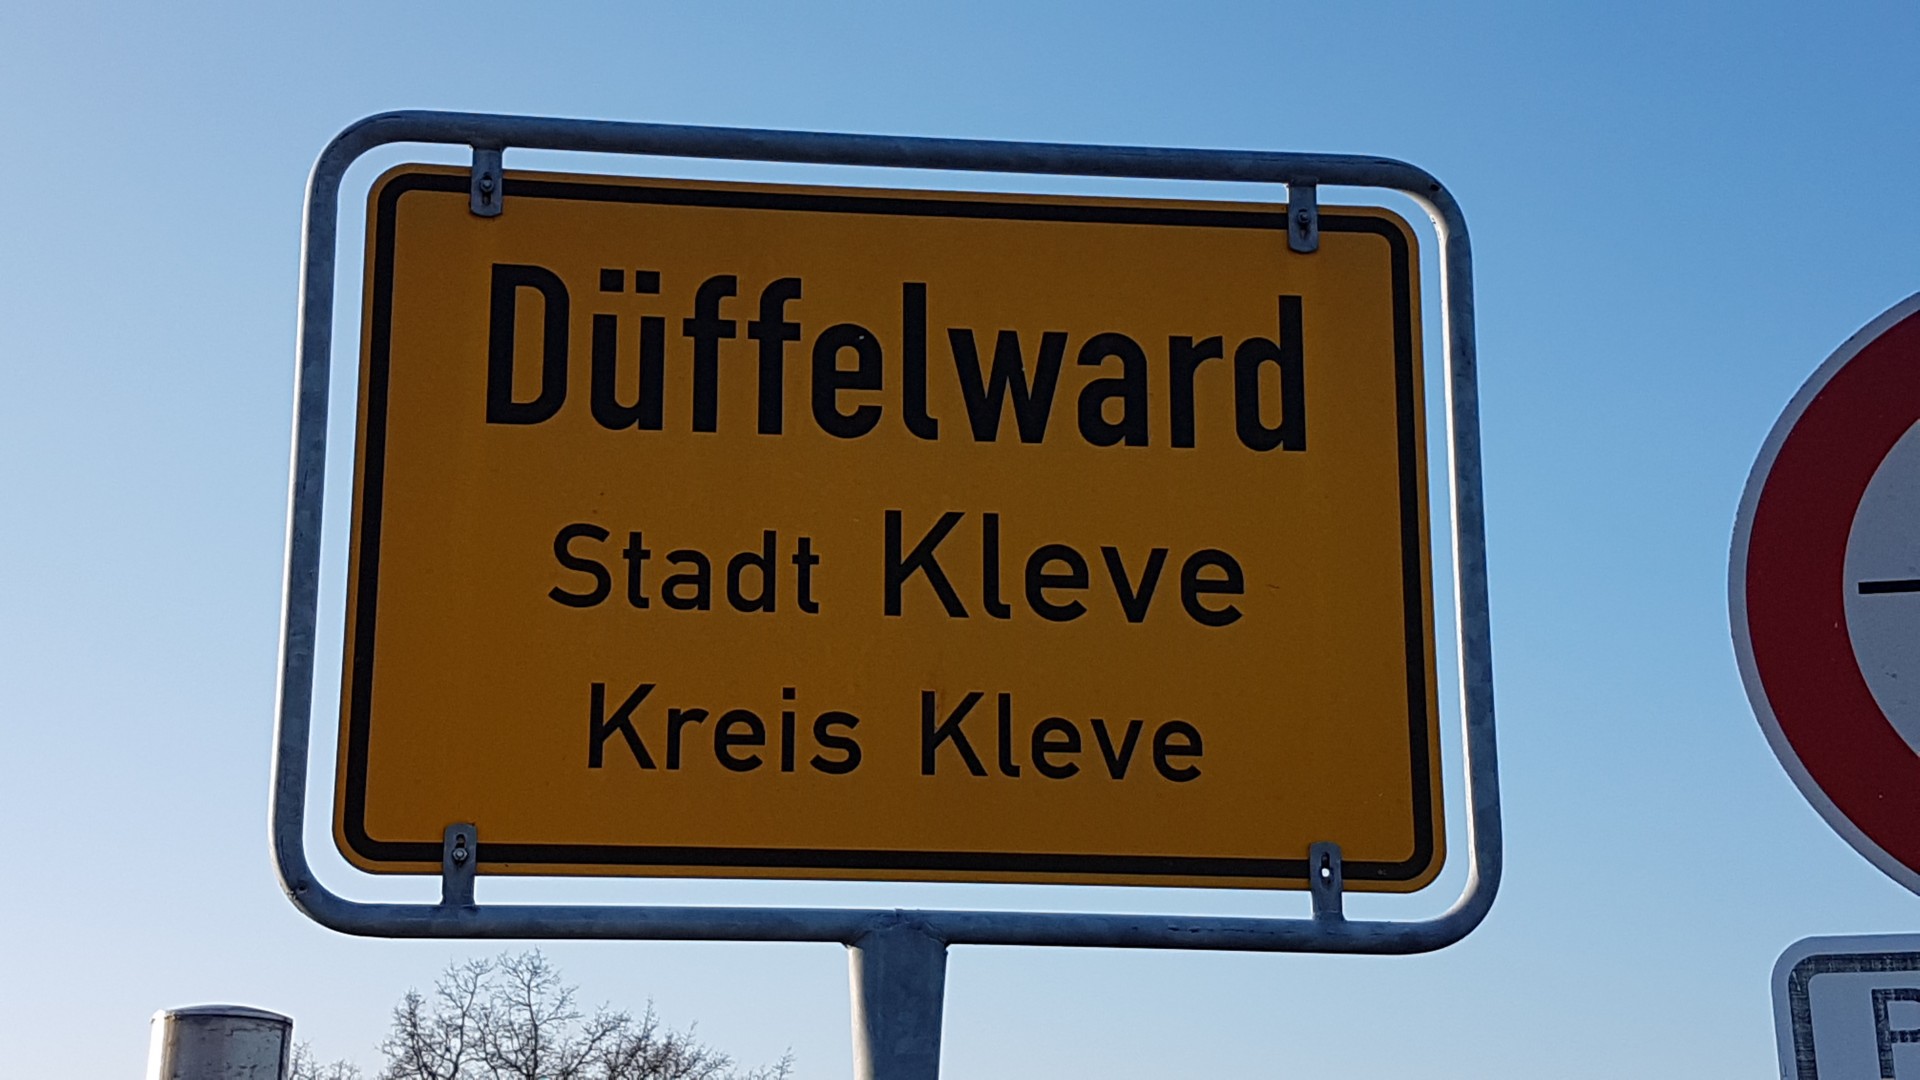 Düffelward
Stadt Kleve
Kreis Kleve